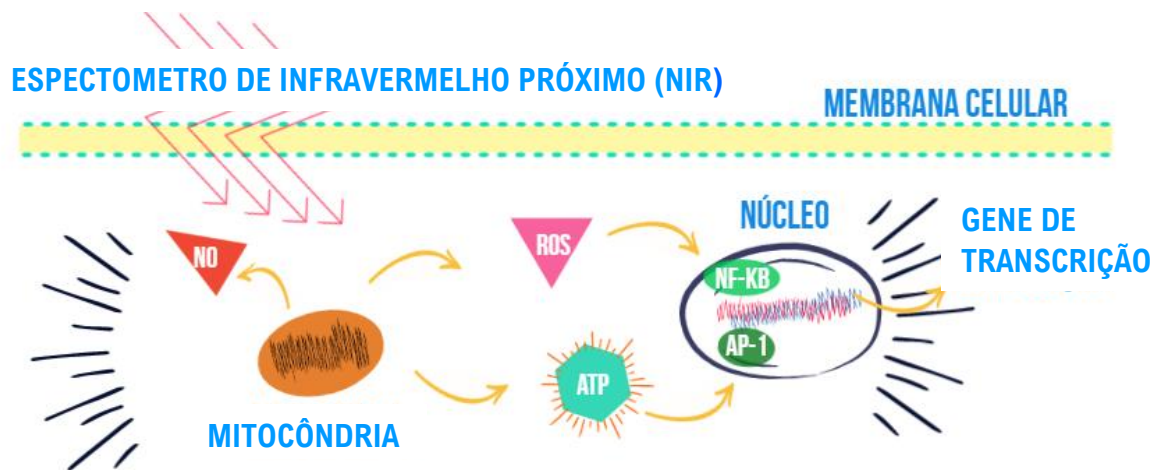 ESPECTOMETRO DE INFRAVERMELHO PRÓXIMO (NIR)
MEMBRANA CELULAR
NÚCLEO
GENE DE
TRANSCRIÇÃO
NO
ROS
NF-KB
AP-1
ATP
MITOCÔNDRIA